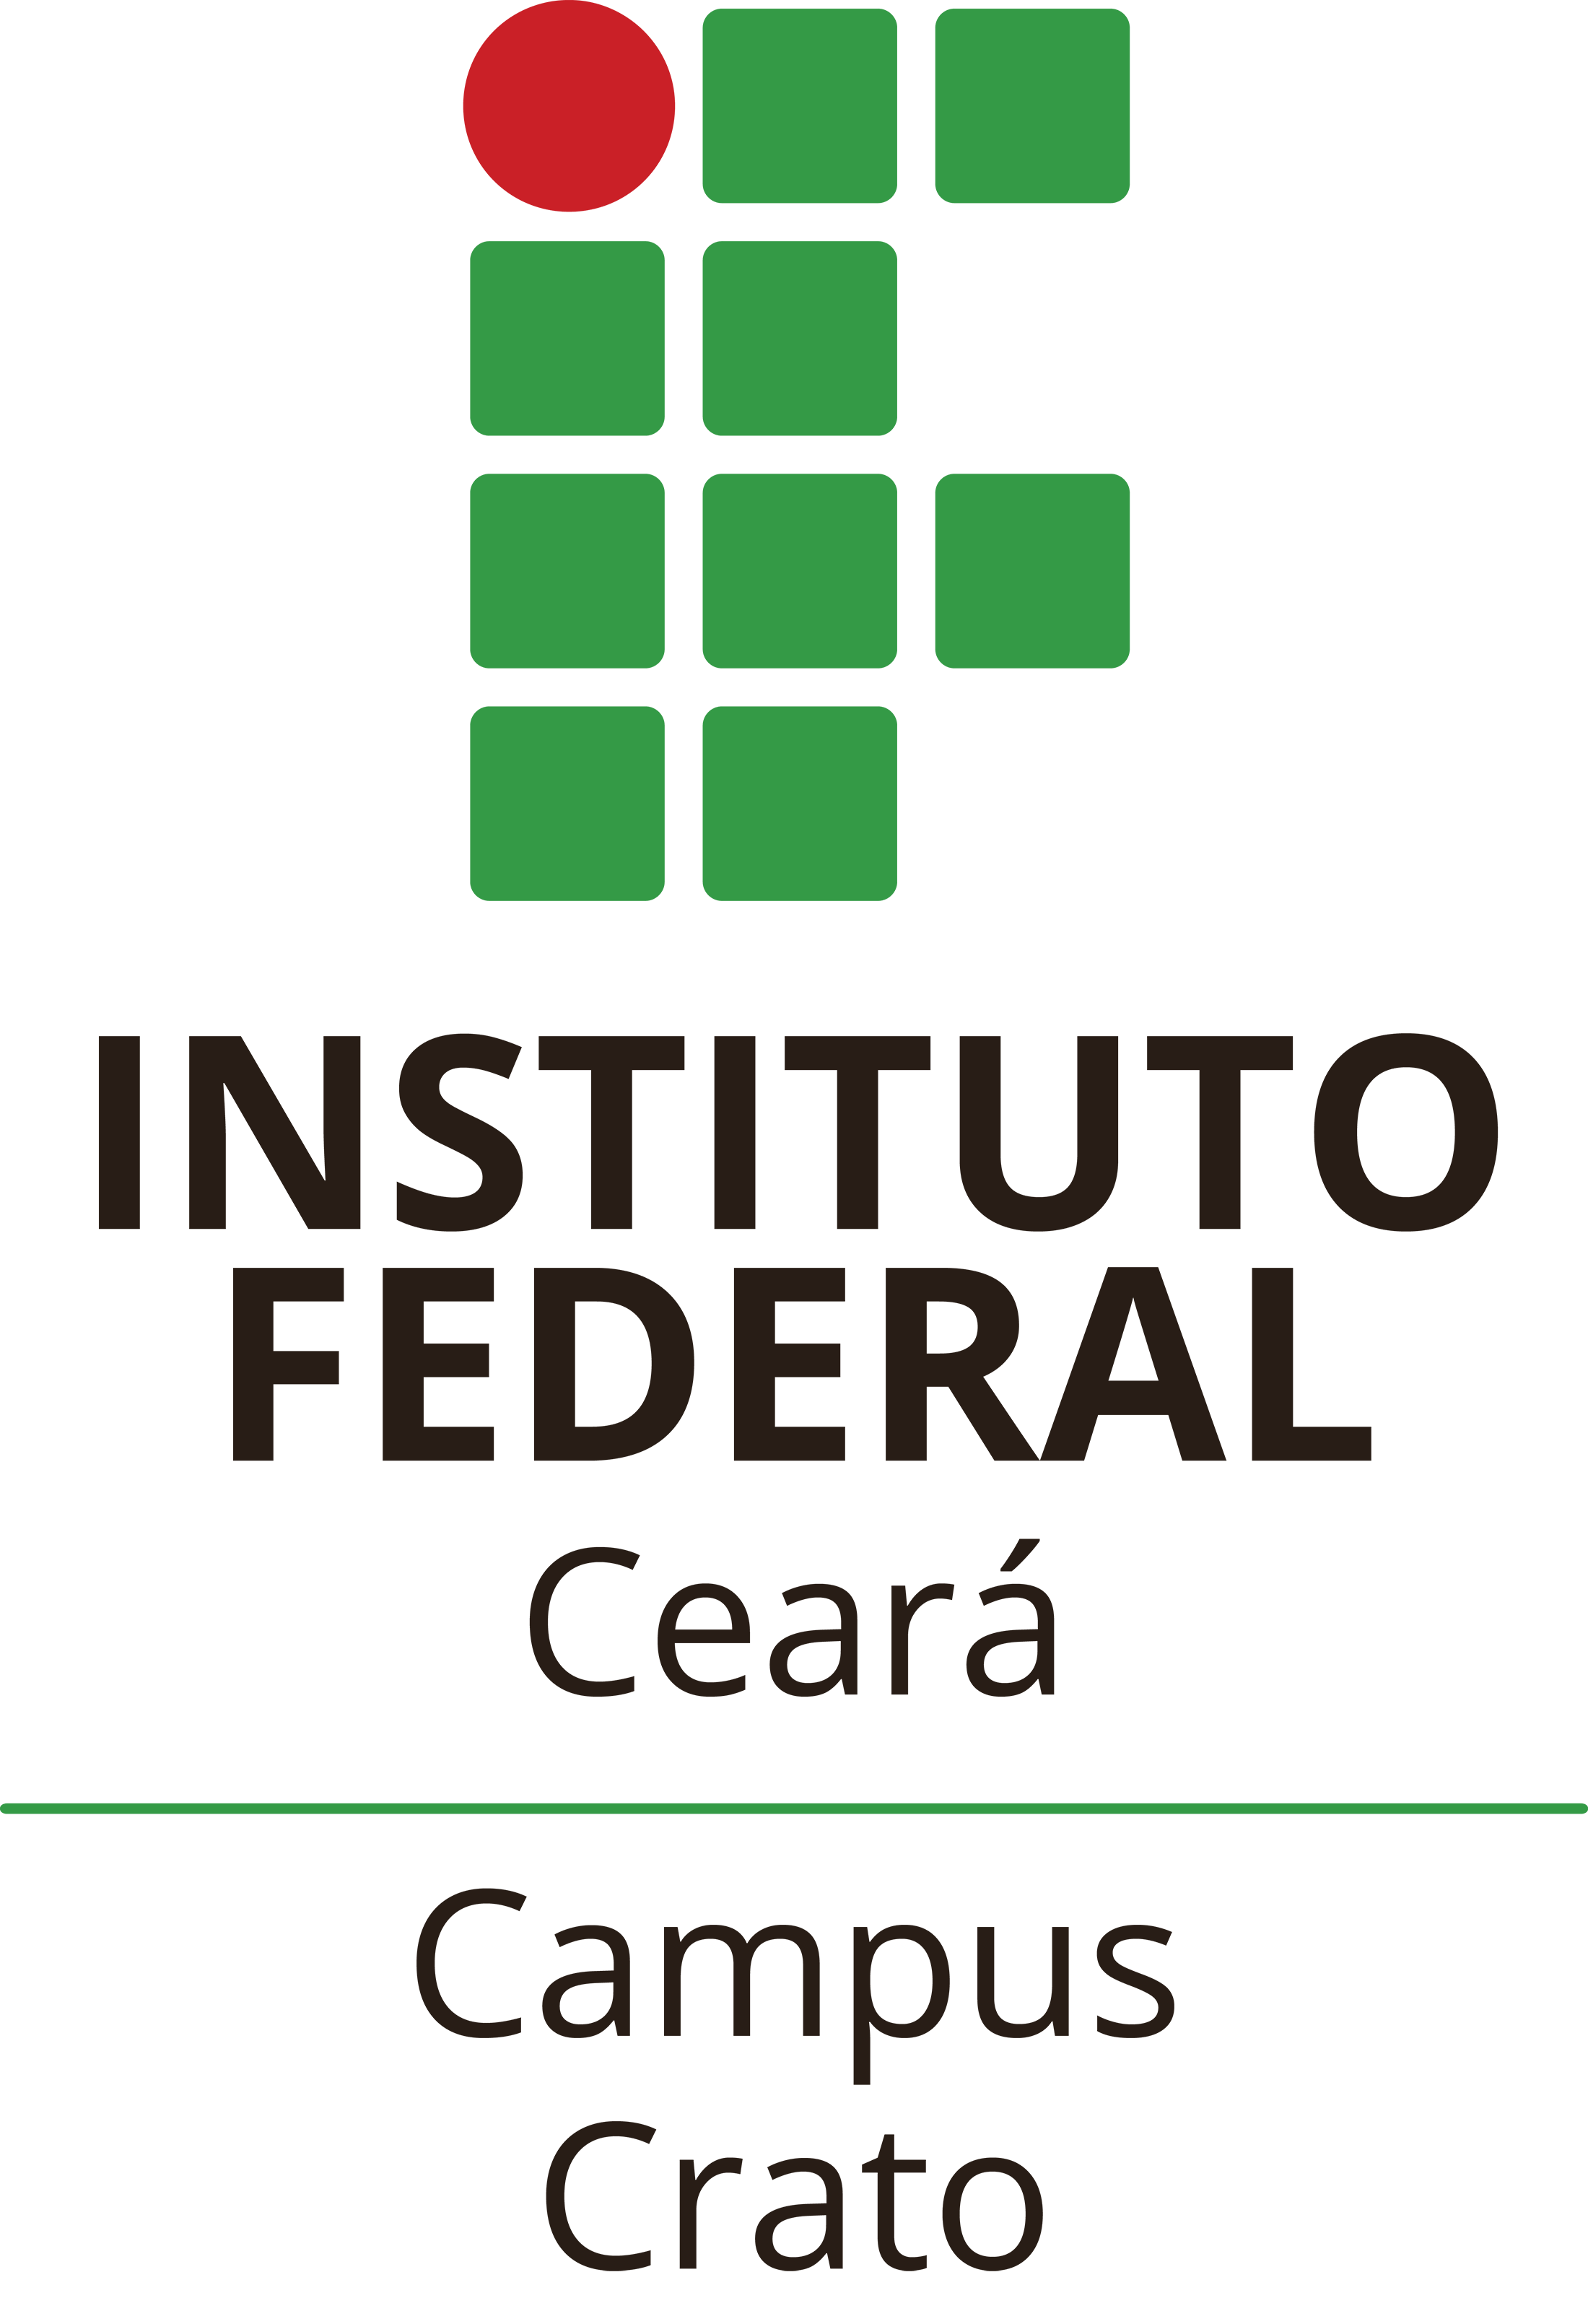 INSTITUTO
FEDERAL
Ceará
Campus
Crato